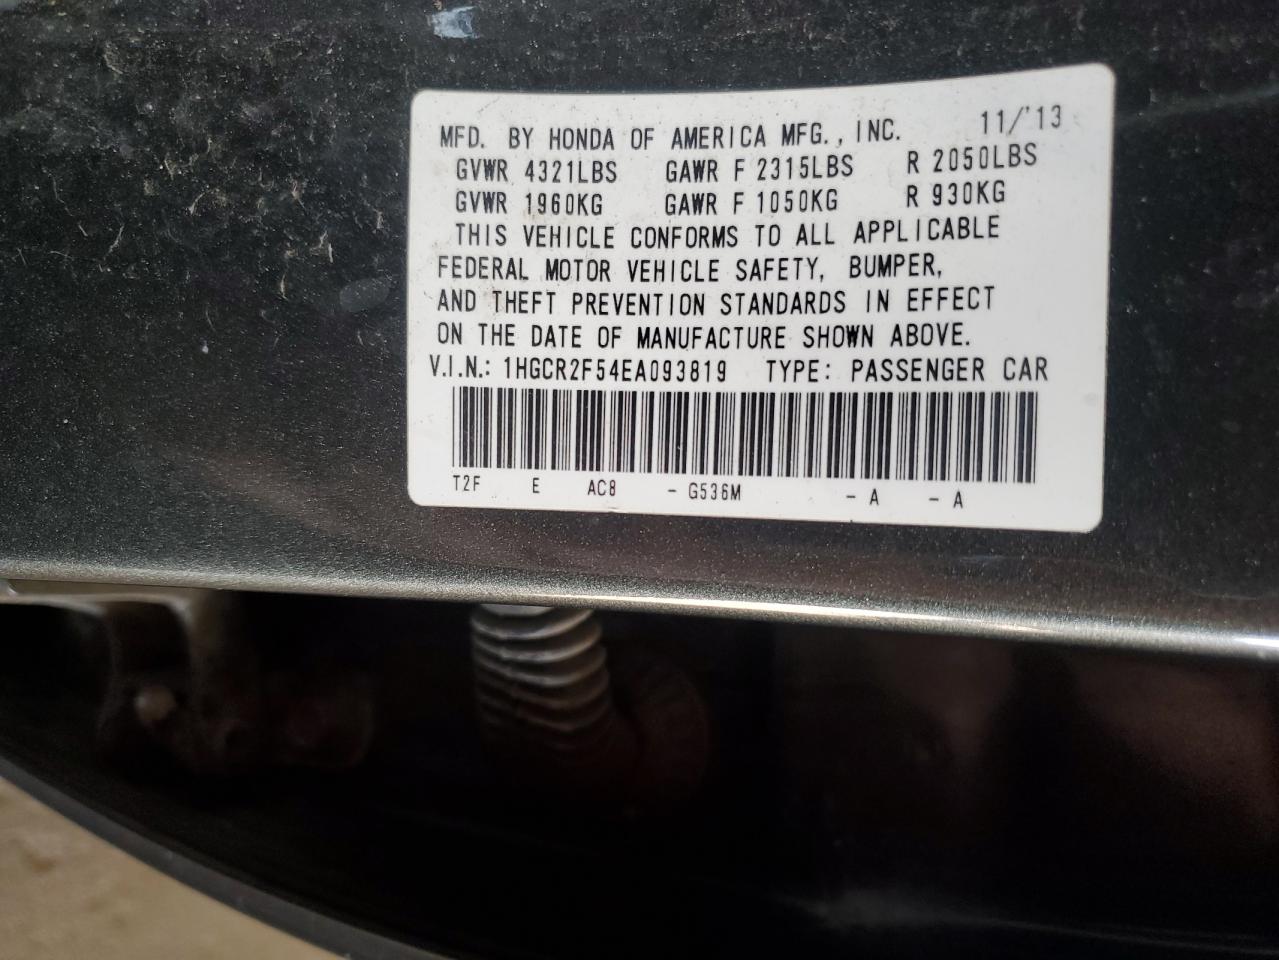 MFD. BY HONDA OF AMERICA MFG., INC. 11/'13
GVWR 4321LBS GAWR F 2315LBS R 2050LBS
GVWR 1960KG GAWR F 1050KG R 930KG
THIS VEHICLE CONFORMS TO ALL APPLICABLE
FEDERAL MOTOR VEHICLE SAFETY, BUMPER,
AND THEFT PREVENTION STANDARDS IN EFFECT
ON THE DATE OF MANUFACTURE SHOWN ABOVE.
V.I.N.: 1HGCR2F54EA093819 TYPE: PASSENGER CAR
T2F E AC8 - G536M - A - A